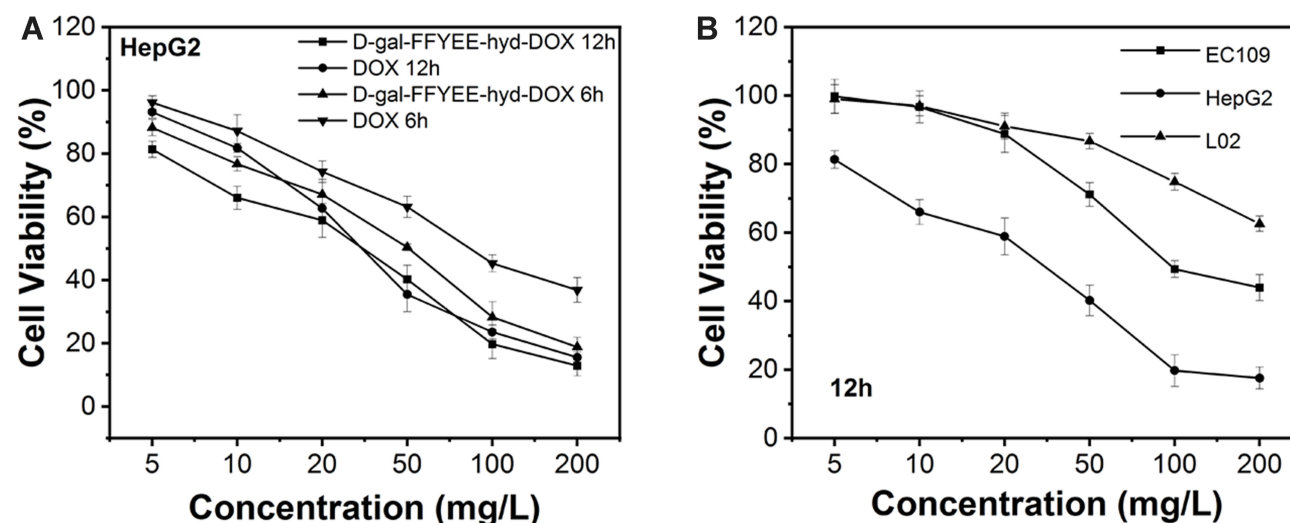 A
HepG2
D-gal-FFYEE-hyd-DOX 12h
DOX 12h
D-gal-FFYEE-hyd-DOX 6h
DOX 6h
120
100
80
60
40
20
0
Cell Viability (%)
5 10 20 50 100 200
Concentration (mg/L)
B
EC109
HepG2
L02
12h
120
100
80
60
40
20
0
Cell Viability (%)
5 10 20 50 100 200
Concentration (mg/L)